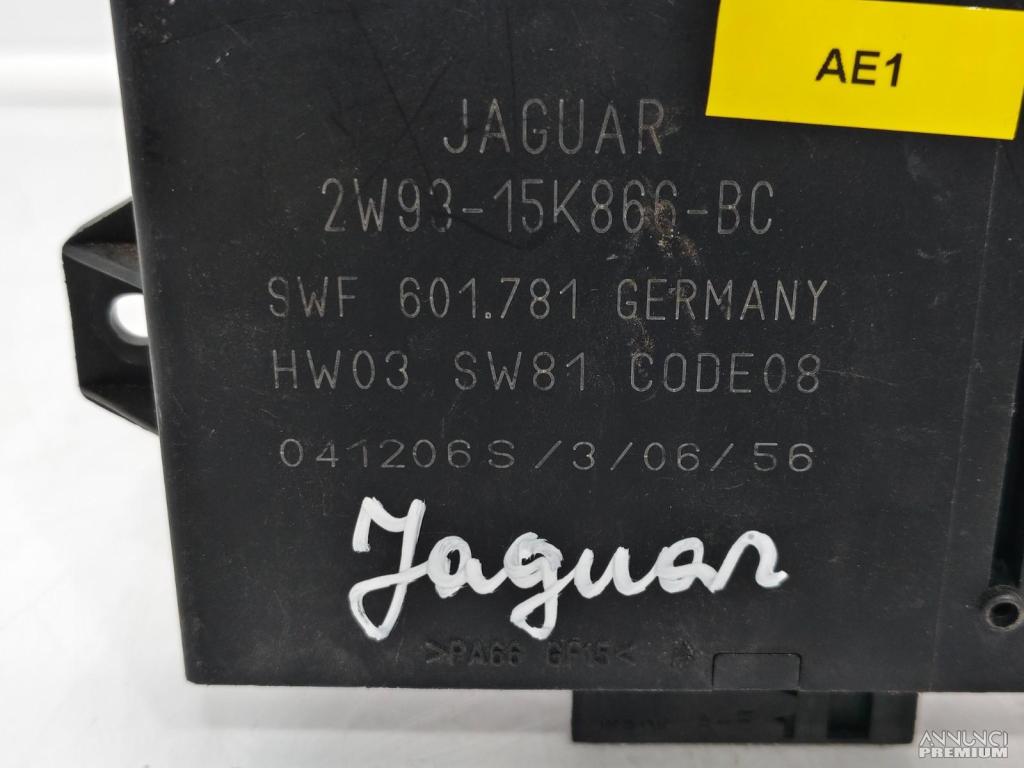 AE1
JAGUAR
2W93-15K866-BC
SWF 601.781 GERMANY
HW03 SW81 CODE08
041206S/3/06/56
Jaguar
>PA66 GF15<
ANNUNCI
PREMIUM